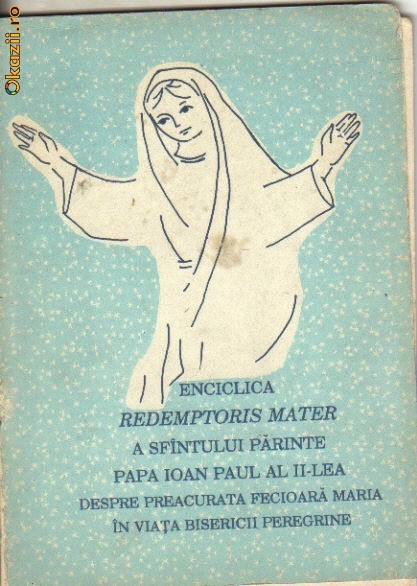 Okazii.ro
ENCICLICA
REDEMPTORIS MATER
A SFÎNTULUI PĂRINTE
PAPA IOAN PAUL AL II-LEA
DESPRE PREACURATA FECIOARĂ MARIA
ÎN VIAŢA BISERICII PEREGRINE